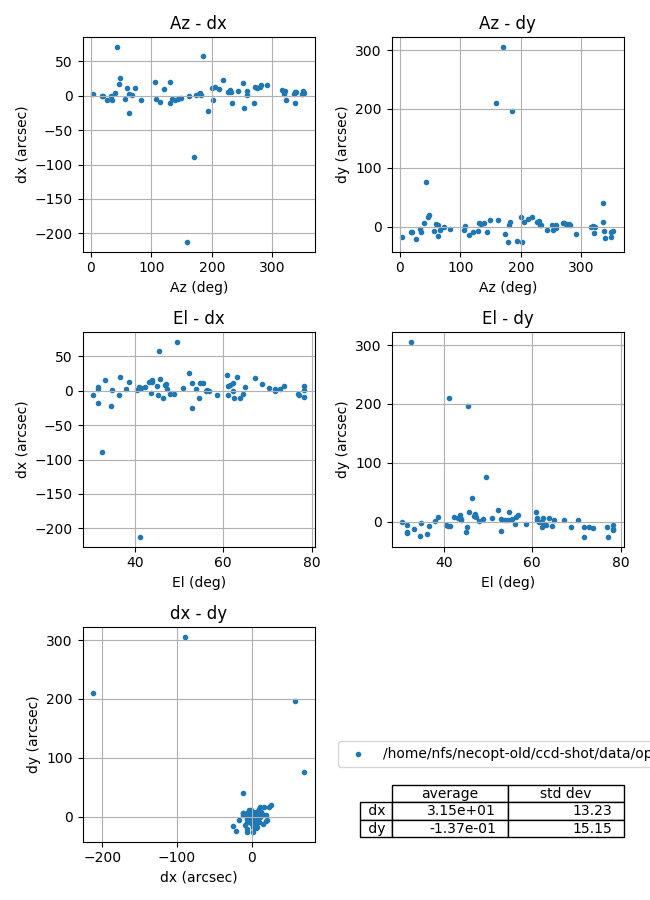 Az - dx
Az - dy
50
0
−50
−100
−150
−200
dx (arcsec)
0 100 200 300
Az (deg)
300
200
100
0
dy (arcsec)
0 100 200 300
Az (deg)
El - dx
El - dy
50
0
−50
−100
−150
−200
dx (arcsec)
40 60 80
El (deg)
300
200
100
0
dy (arcsec)
40 60 80
El (deg)
dx - dy
300
200
100
0
dy (arcsec)
−200 −100 0
dx (arcsec)
/home/nfs/necopt-old/ccd-shot/data/op
average std dev
dx 3.15e+01 13.23
dy -1.37e-01 15.15